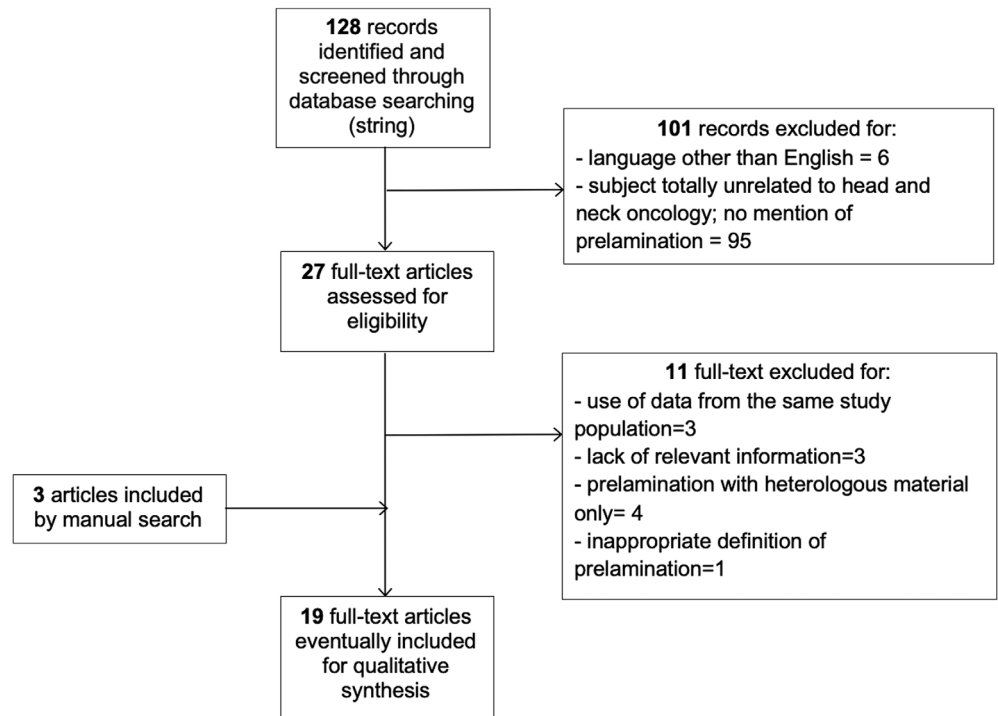 128 records
identified and
screened through
database searching
(string)
101 records excluded for:
- language other than English = 6
- subject totally unrelated to head and
neck oncology; no mention of
prelamination = 95
27 full-text articles
assessed for
eligibility
11 full-text excluded for:
- use of data from the same study
population=3
- lack of relevant information=3
- prelamination with heterologous material
only= 4
- inappropriate definition of
prelamination=1
3 articles included
by manual search
19 full-text articles
eventually included
for qualitative
synthesis